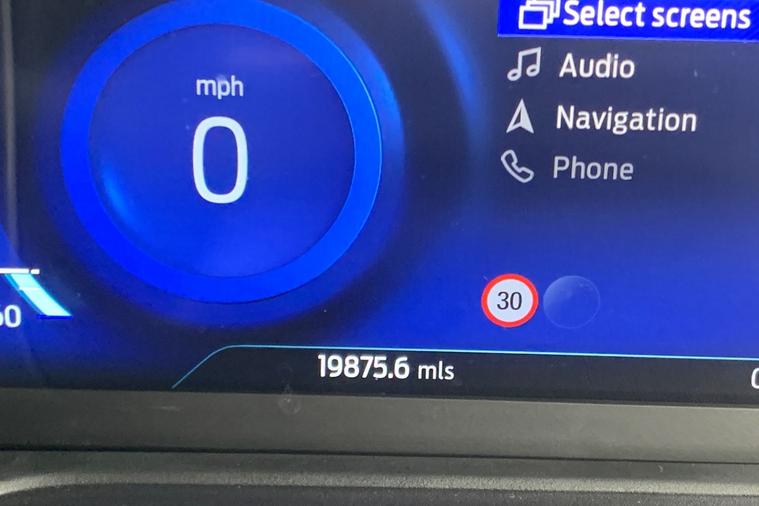 Select screens
Audio
mph
0
Navigation
Phone
30
19875.6 mls